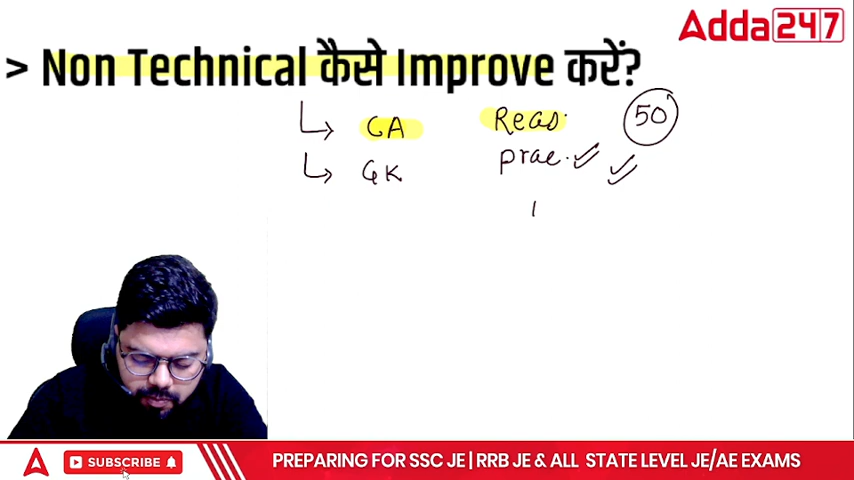 Adda247
> Non Technical कैसे Improve करें?
GA Reas. 50
GK prac.
SUBSCRIBE PREPARING FOR SSC JE | RRB JE & ALL STATE LEVEL JE/AE EXAMS